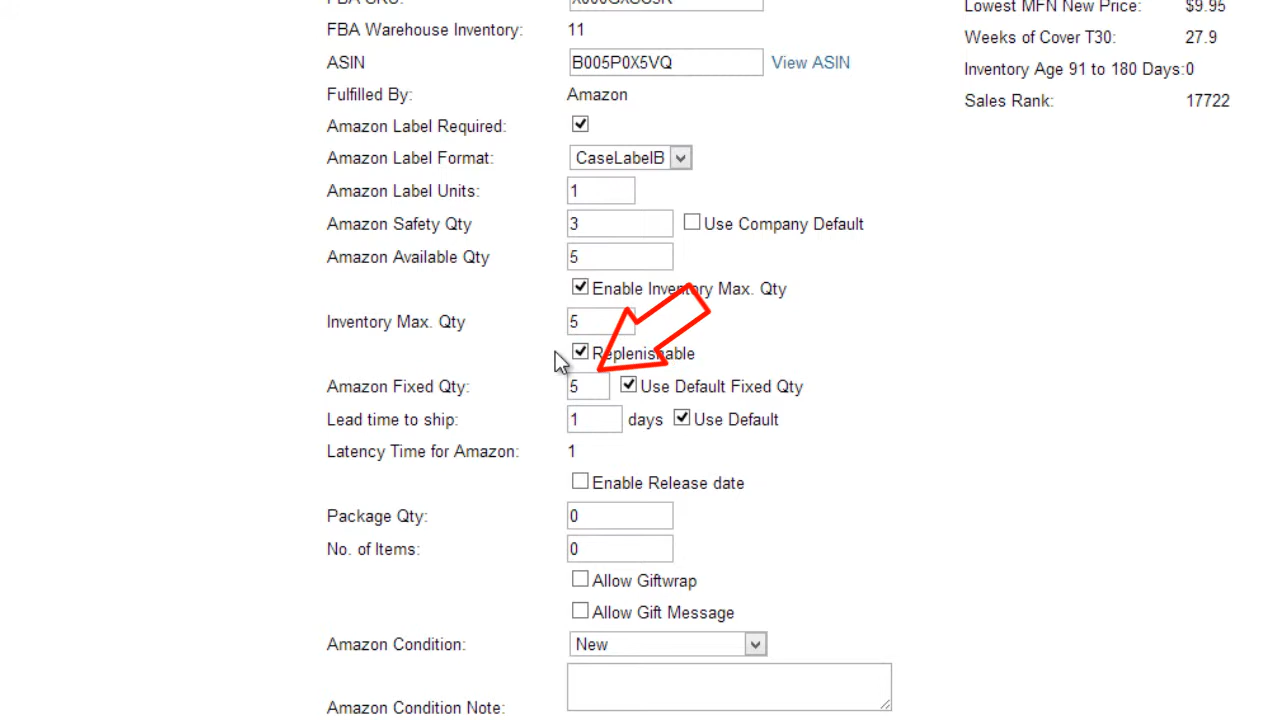 FBA SKU:
Lowest MFN New Price: $9.95
FBA Warehouse Inventory: 11
Weeks of Cover T30: 27.9
ASIN B005P0X5VQ View ASIN
Inventory Age 91 to 180 Days:0
Fulfilled By: Amazon
Sales Rank: 17722
Amazon Label Required:
Amazon Label Format: CaseLabelB
Amazon Label Units: 1
Amazon Safety Qty 3 Use Company Default
Amazon Available Qty 5
Enable Inventory Max. Qty
Inventory Max. Qty 5
Replenishable
Amazon Fixed Qty: 5 Use Default Fixed Qty
Lead time to ship: 1 days Use Default
Latency Time for Amazon: 1
Enable Release date
Package Qty: 0
No. of Items: 0
Allow Giftwrap
Allow Gift Message
Amazon Condition: New
Amazon Condition Note: